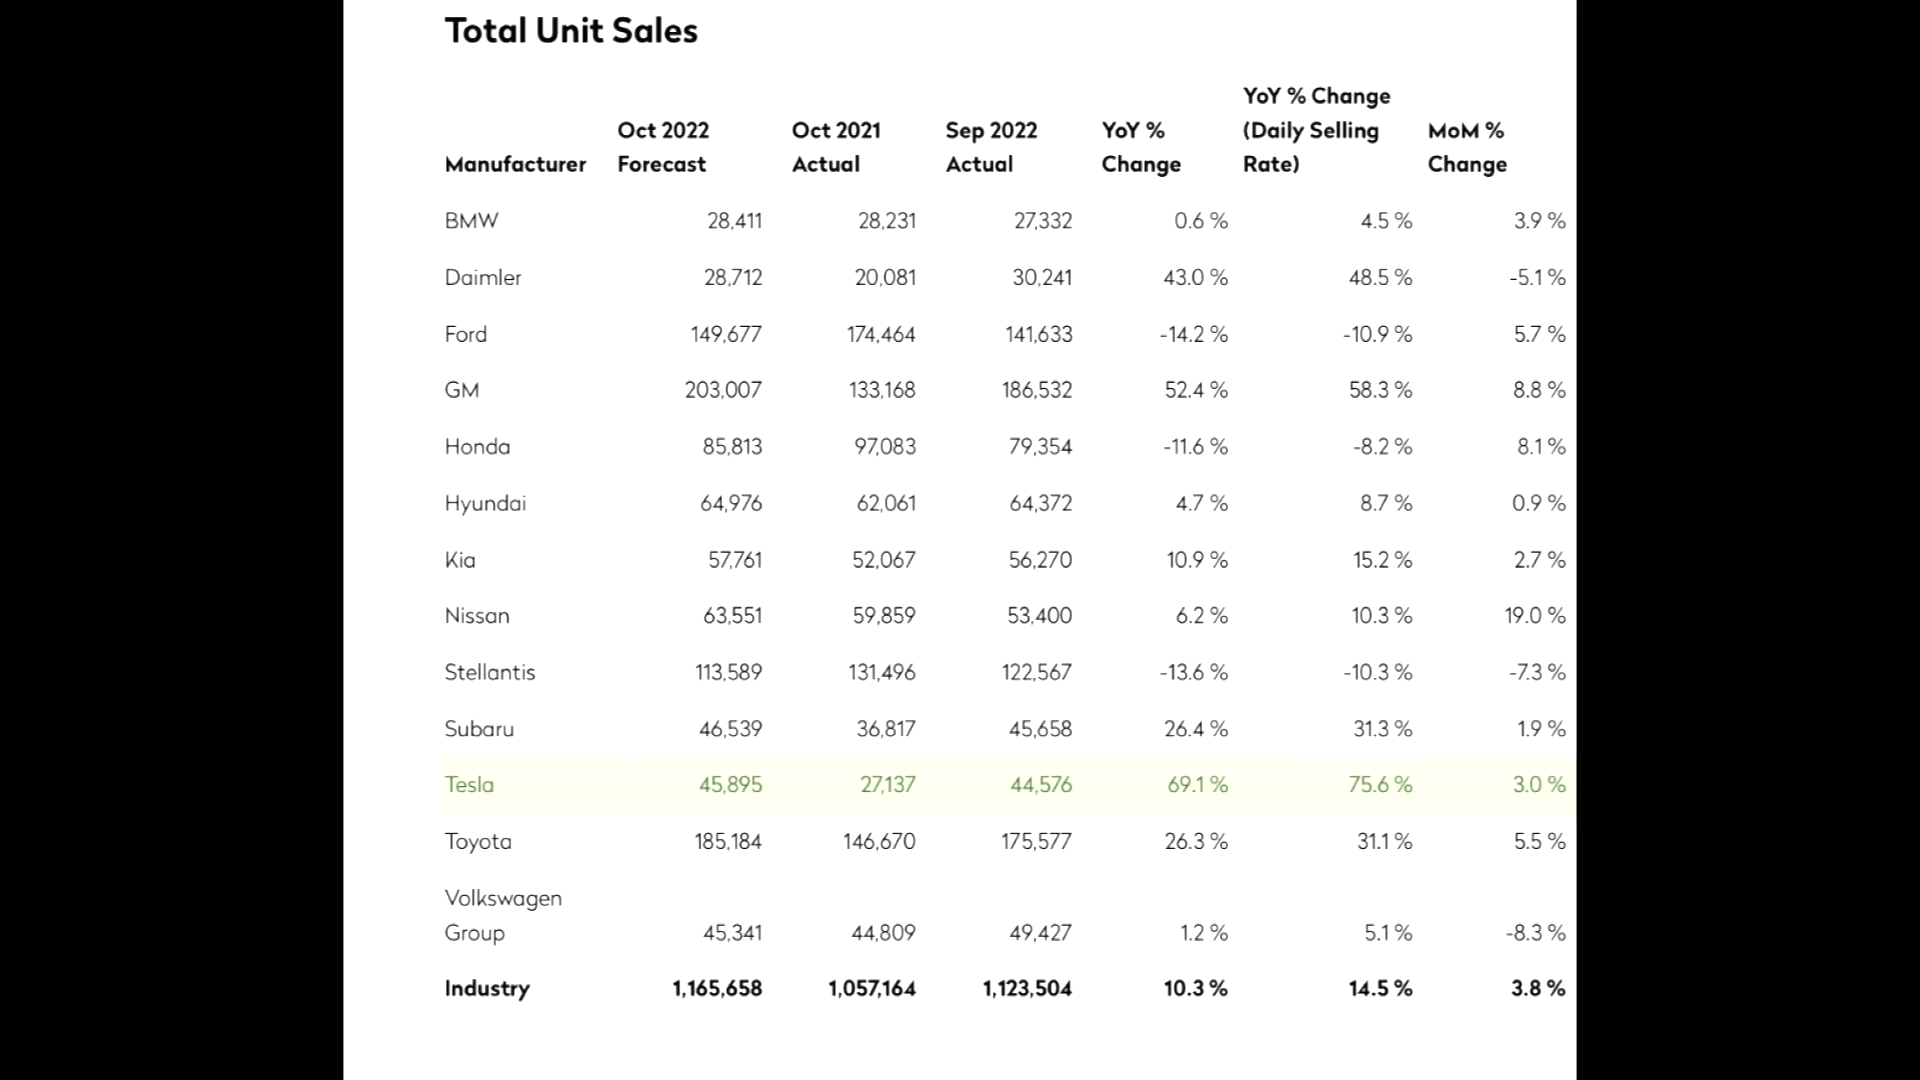 Total Unit Sales
Manufacturer Oct 2022 Forecast Oct 2021 Actual Sep 2022 Actual YoY % Change YoY % Change (Daily Selling Rate) MoM % Change
BMW 28,411 28,231 27,332 0.6 % 4.5 % 3.9 %
Daimler 28,712 20,081 30,241 43.0 % 48.5 % -5.1 %
Ford 149,677 174,464 141,633 -14.2 % -10.9 % 5.7 %
GM 203,007 133,168 186,532 52.4 % 58.3 % 8.8 %
Honda 85,813 97,083 79,354 -11.6 % -8.2 % 8.1 %
Hyundai 64,976 62,061 64,372 4.7 % 8.7 % 0.9 %
Kia 57,761 52,067 56,270 10.9 % 15.2 % 2.7 %
Nissan 63,551 59,859 53,400 6.2 % 10.3 % 19.0 %
Stellantis 113,589 131,496 122,567 -13.6 % -10.3 % -7.3 %
Subaru 46,539 36,817 45,658 26.4 % 31.3 % 1.9 %
Tesla 45,895 27,137 44,576 69.1 % 75.6 % 3.0 %
Toyota 185,184 146,670 175,577 26.3 % 31.1 % 5.5 %
Volkswagen
Group 45,341 44,809 49,427 1.2 % 5.1 % -8.3 %
Industry 1,165,658 1,057,164 1,123,504 10.3 % 14.5 % 3.8 %